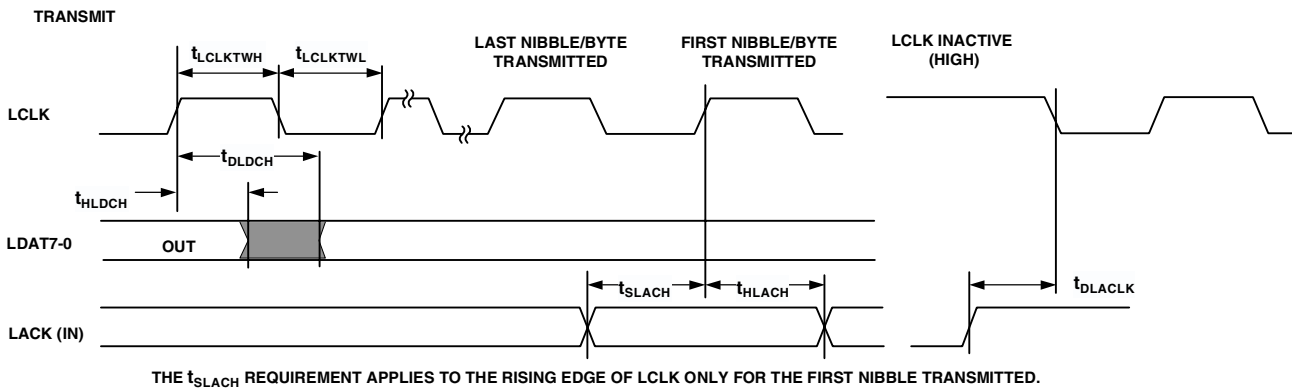 TRANSMIT
tLCLKTWH
tLCLKTWL
LAST NIBBLE/BYTE
TRANSMITTED
FIRST NIBBLE/BYTE
TRANSMITTED
LCLK INACTIVE
(HIGH)
LCLK
tDLDCH
tHLDCH
LDAT7-0
OUT
tSLACH
tHLACH
tDLACLK
LACK (IN)
THE tSLACH REQUIREMENT APPLIES TO THE RISING EDGE OF LCLK ONLY FOR THE FIRST NIBBLE TRANSMITTED.